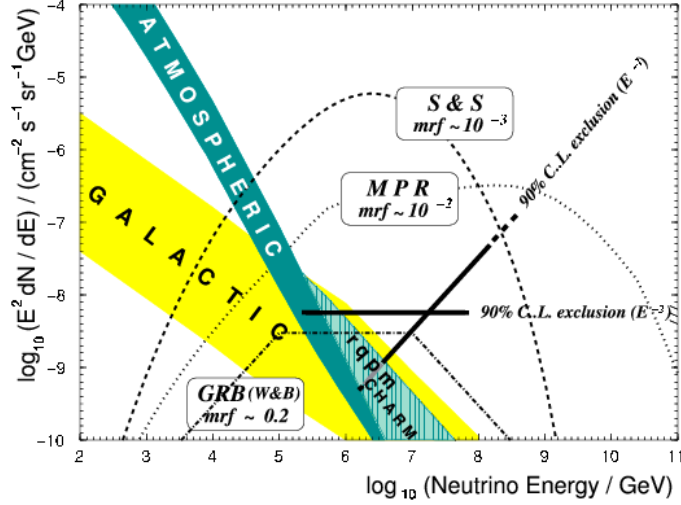 log10 (E² dN / dE) / (cm⁻² s⁻¹ sr⁻¹ GeV)
-4
-5
-6
-7
-8
-9
-10
ATMOSPHERIC
GALACTIC
S & S
mrf ~ 10⁻³
MPR
mrf ~ 10⁻²
90% C.L. exclusion (E⁻¹)
90% C.L. exclusion (E⁻²)
rqpm
CHARM
GRB (W&B)
mrf ~ 0.2
2 3 4 5 6 7 8 9 10 11
log10 (Neutrino Energy / GeV)